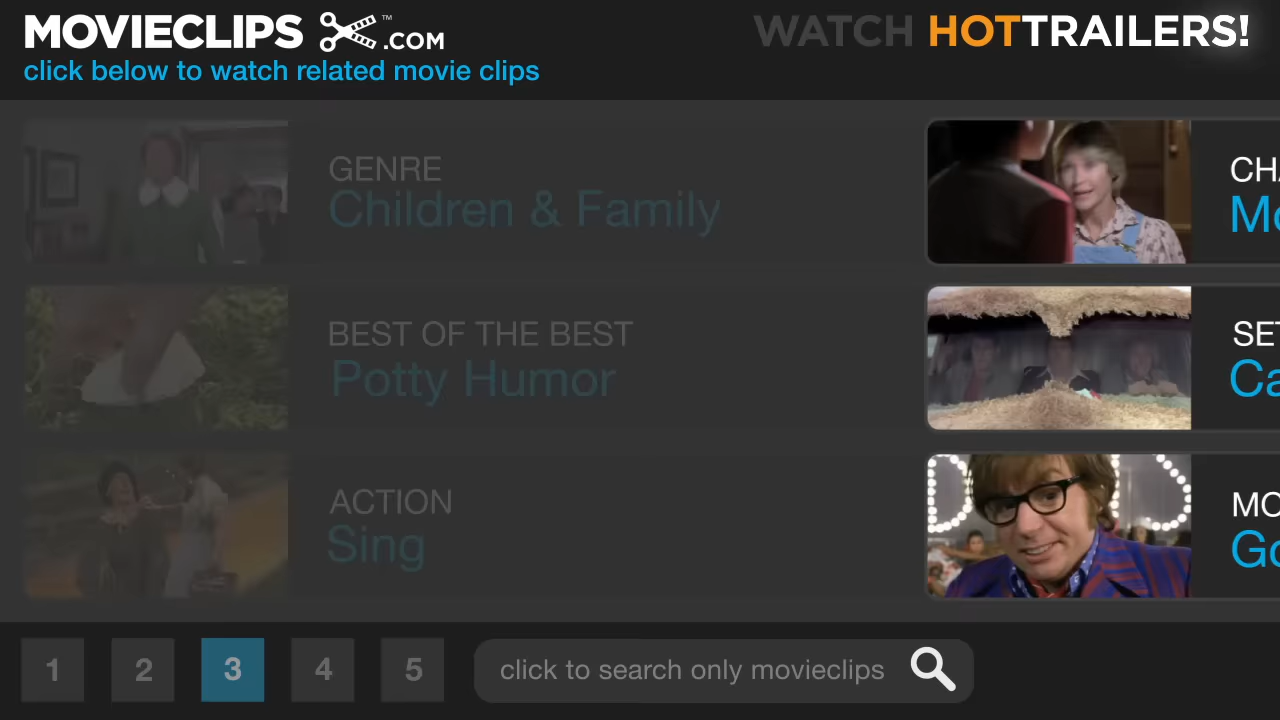 MOVIECLIPS ™ .COM
WATCH HOTTRAILERS!
click below to watch related movie clips
GENRE
Children & Family
BEST OF THE BEST
Potty Humor
ACTION
Sing
1 2 3 4 5
click to search only movieclips